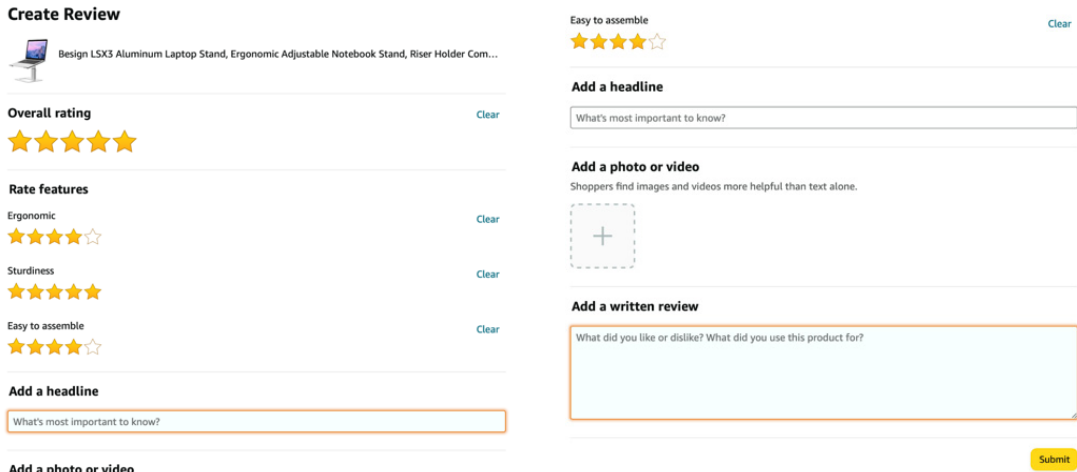 Create Review
Besign LSX3 Aluminum Laptop Stand, Ergonomic Adjustable Notebook Stand, Riser Holder Com...
Overall rating
Clear
Rate features
Ergonomic
Clear
Sturdiness
Clear
Easy to assemble
Clear
Add a headline
What's most important to know?
Add a photo or video
Easy to assemble
Clear
Add a headline
What's most important to know?
Add a photo or video
Shoppers find images and videos more helpful than text alone.
Add a written review
What did you like or dislike? What did you use this product for?
Submit